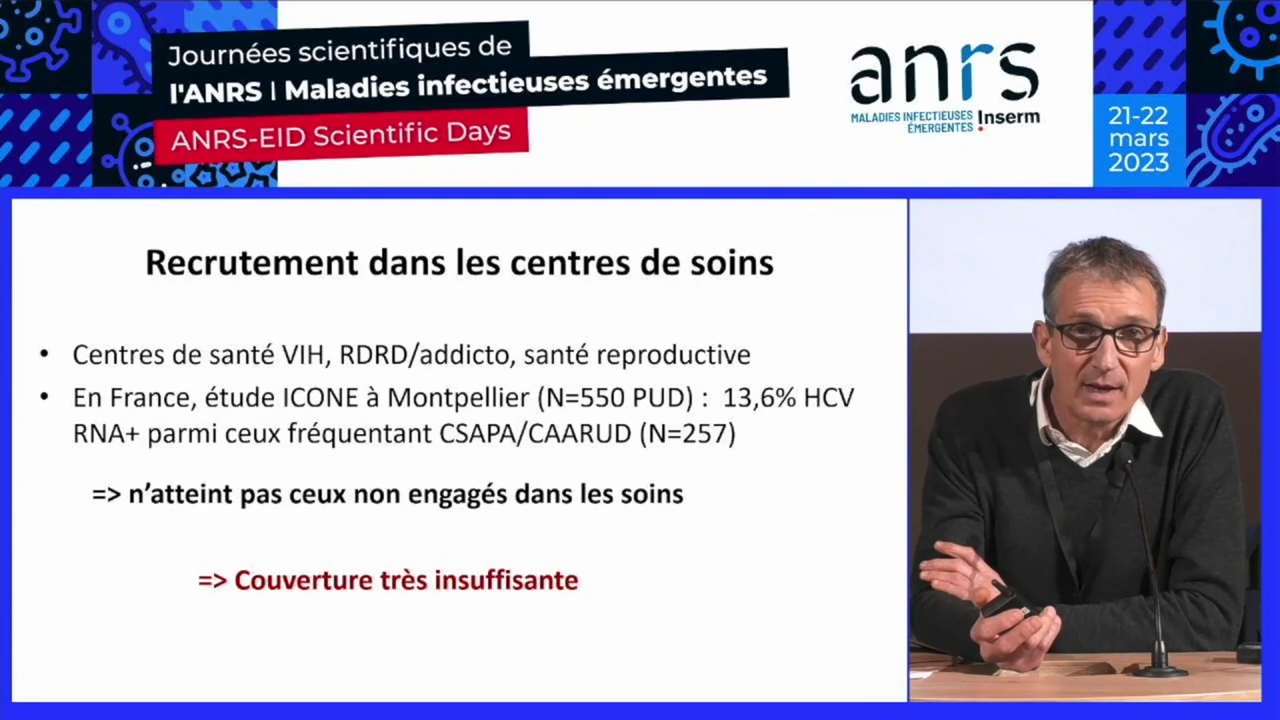 Journées scientifiques de
l'ANRS | Maladies infectieuses émergentes
ANRS-EID Scientific Days
anrs
MALADIES INFECTIEUSES
ÉMERGENTES
Inserm
21-22
mars
2023
Recrutement dans les centres de soins
• Centres de santé VIH, RDRD/addicto, santé reproductive
• En France, étude ICONE à Montpellier (N=550 PUD) : 13,6% HCV
RNA+ parmi ceux fréquentant CSAPA/CAARUD (N=257)
=> n’atteint pas ceux non engagés dans les soins
=> Couverture très insuffisante